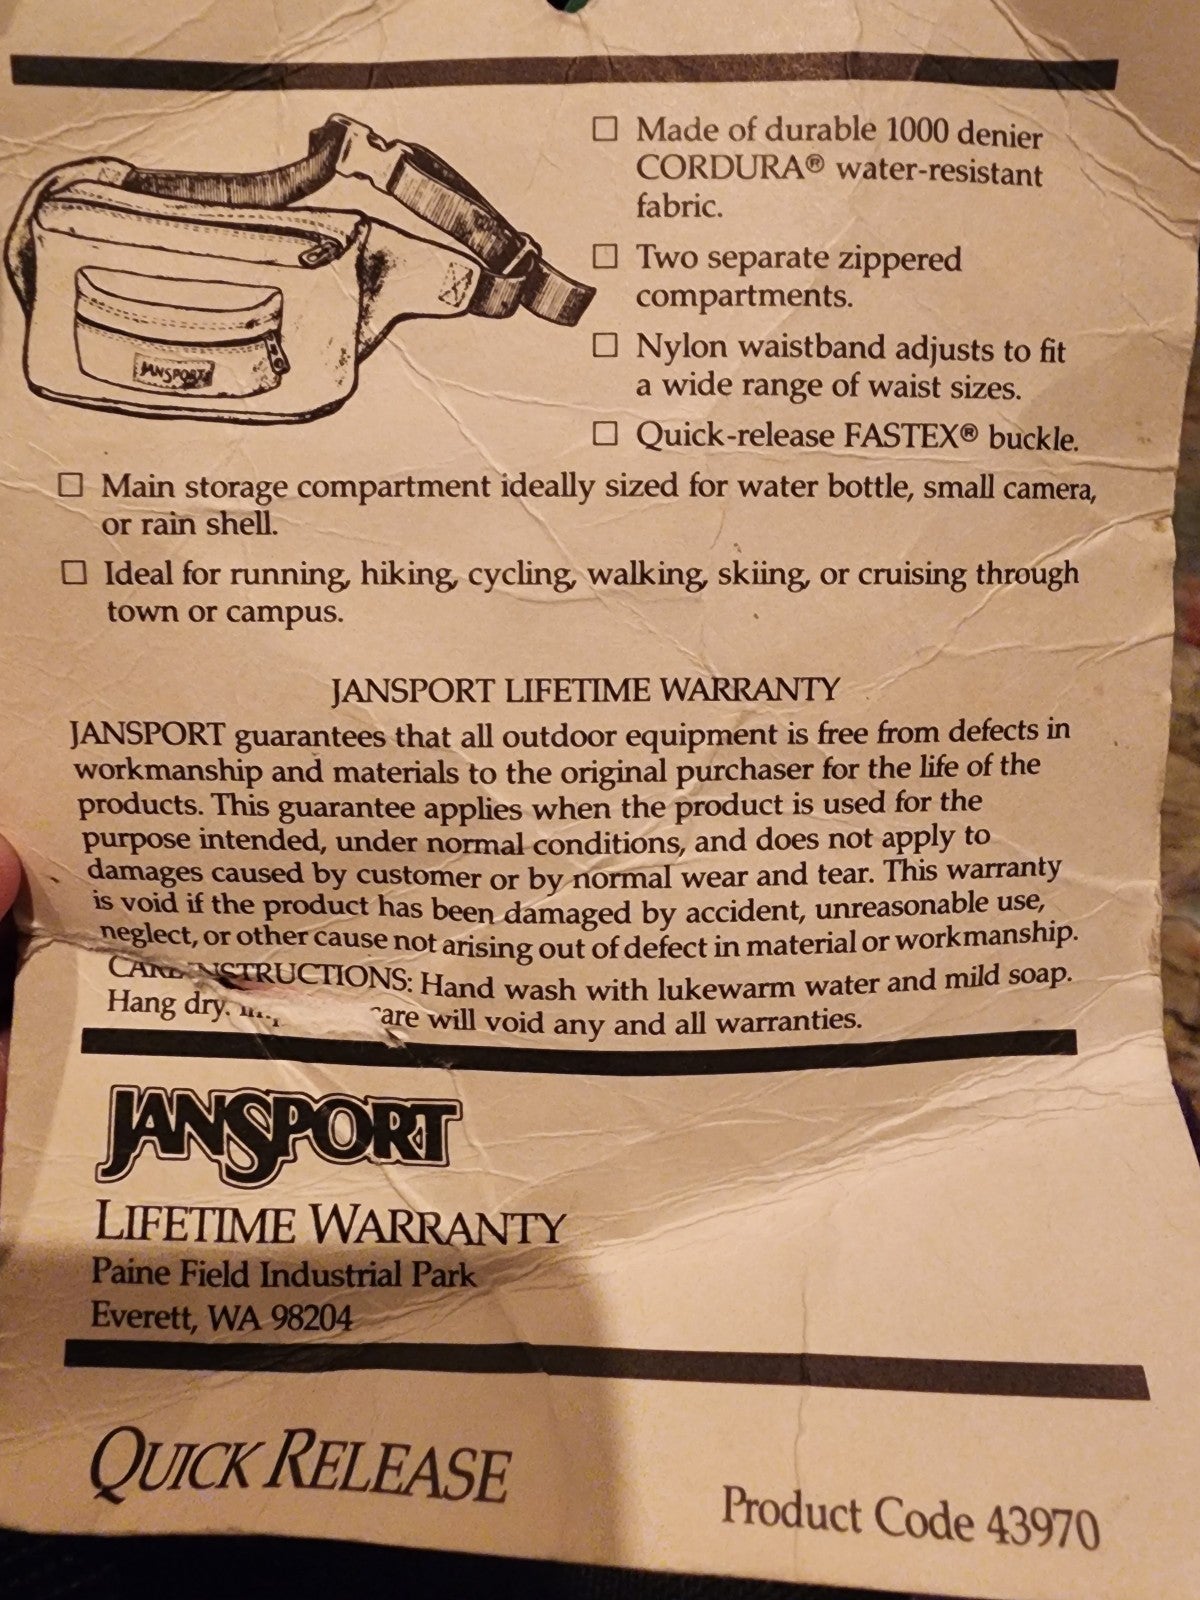 Made of durable 1000 denier
CORDURA® water-resistant
fabric.
Two separate zippered
compartments.
Nylon waistband adjusts to fit
a wide range of waist sizes.
Quick-release FASTEX® buckle.
JANSPORT
Main storage compartment ideally sized for water bottle, small camera,
or rain shell.
Ideal for running, hiking, cycling, walking, skiing, or cruising through
town or campus.
JANSPORT LIFETIME WARRANTY
JANSPORT guarantees that all outdoor equipment is free from defects in
workmanship and materials to the original purchaser for the life of the
products. This guarantee applies when the product is used for the
purpose intended, under normal conditions, and does not apply to
damages caused by customer or by normal wear and tear. This warranty
is void if the product has been damaged by accident, unreasonable use,
neglect, or other cause not arising out of defect in material or workmanship.
CARE INSTRUCTIONS: Hand wash with lukewarm water and mild soap.
Hang dry. care will void any and all warranties.
JANSPORT
LIFETIME WARRANTY
Paine Field Industrial Park
Everett, WA 98204
QUICK RELEASE
Product Code 43970